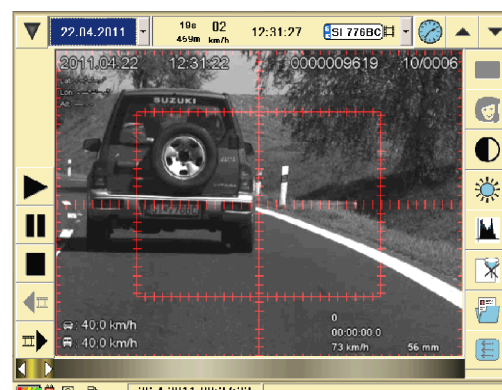 22.04.2011 19s 02 12:31:27 SI 776BC
469m km/h
2011.04.22 12:31:22 0000009619 10/0006
SUZUKI
0
40,0 km/h 00:00:00 0
40,0 km/h 73 km/h 56 mm